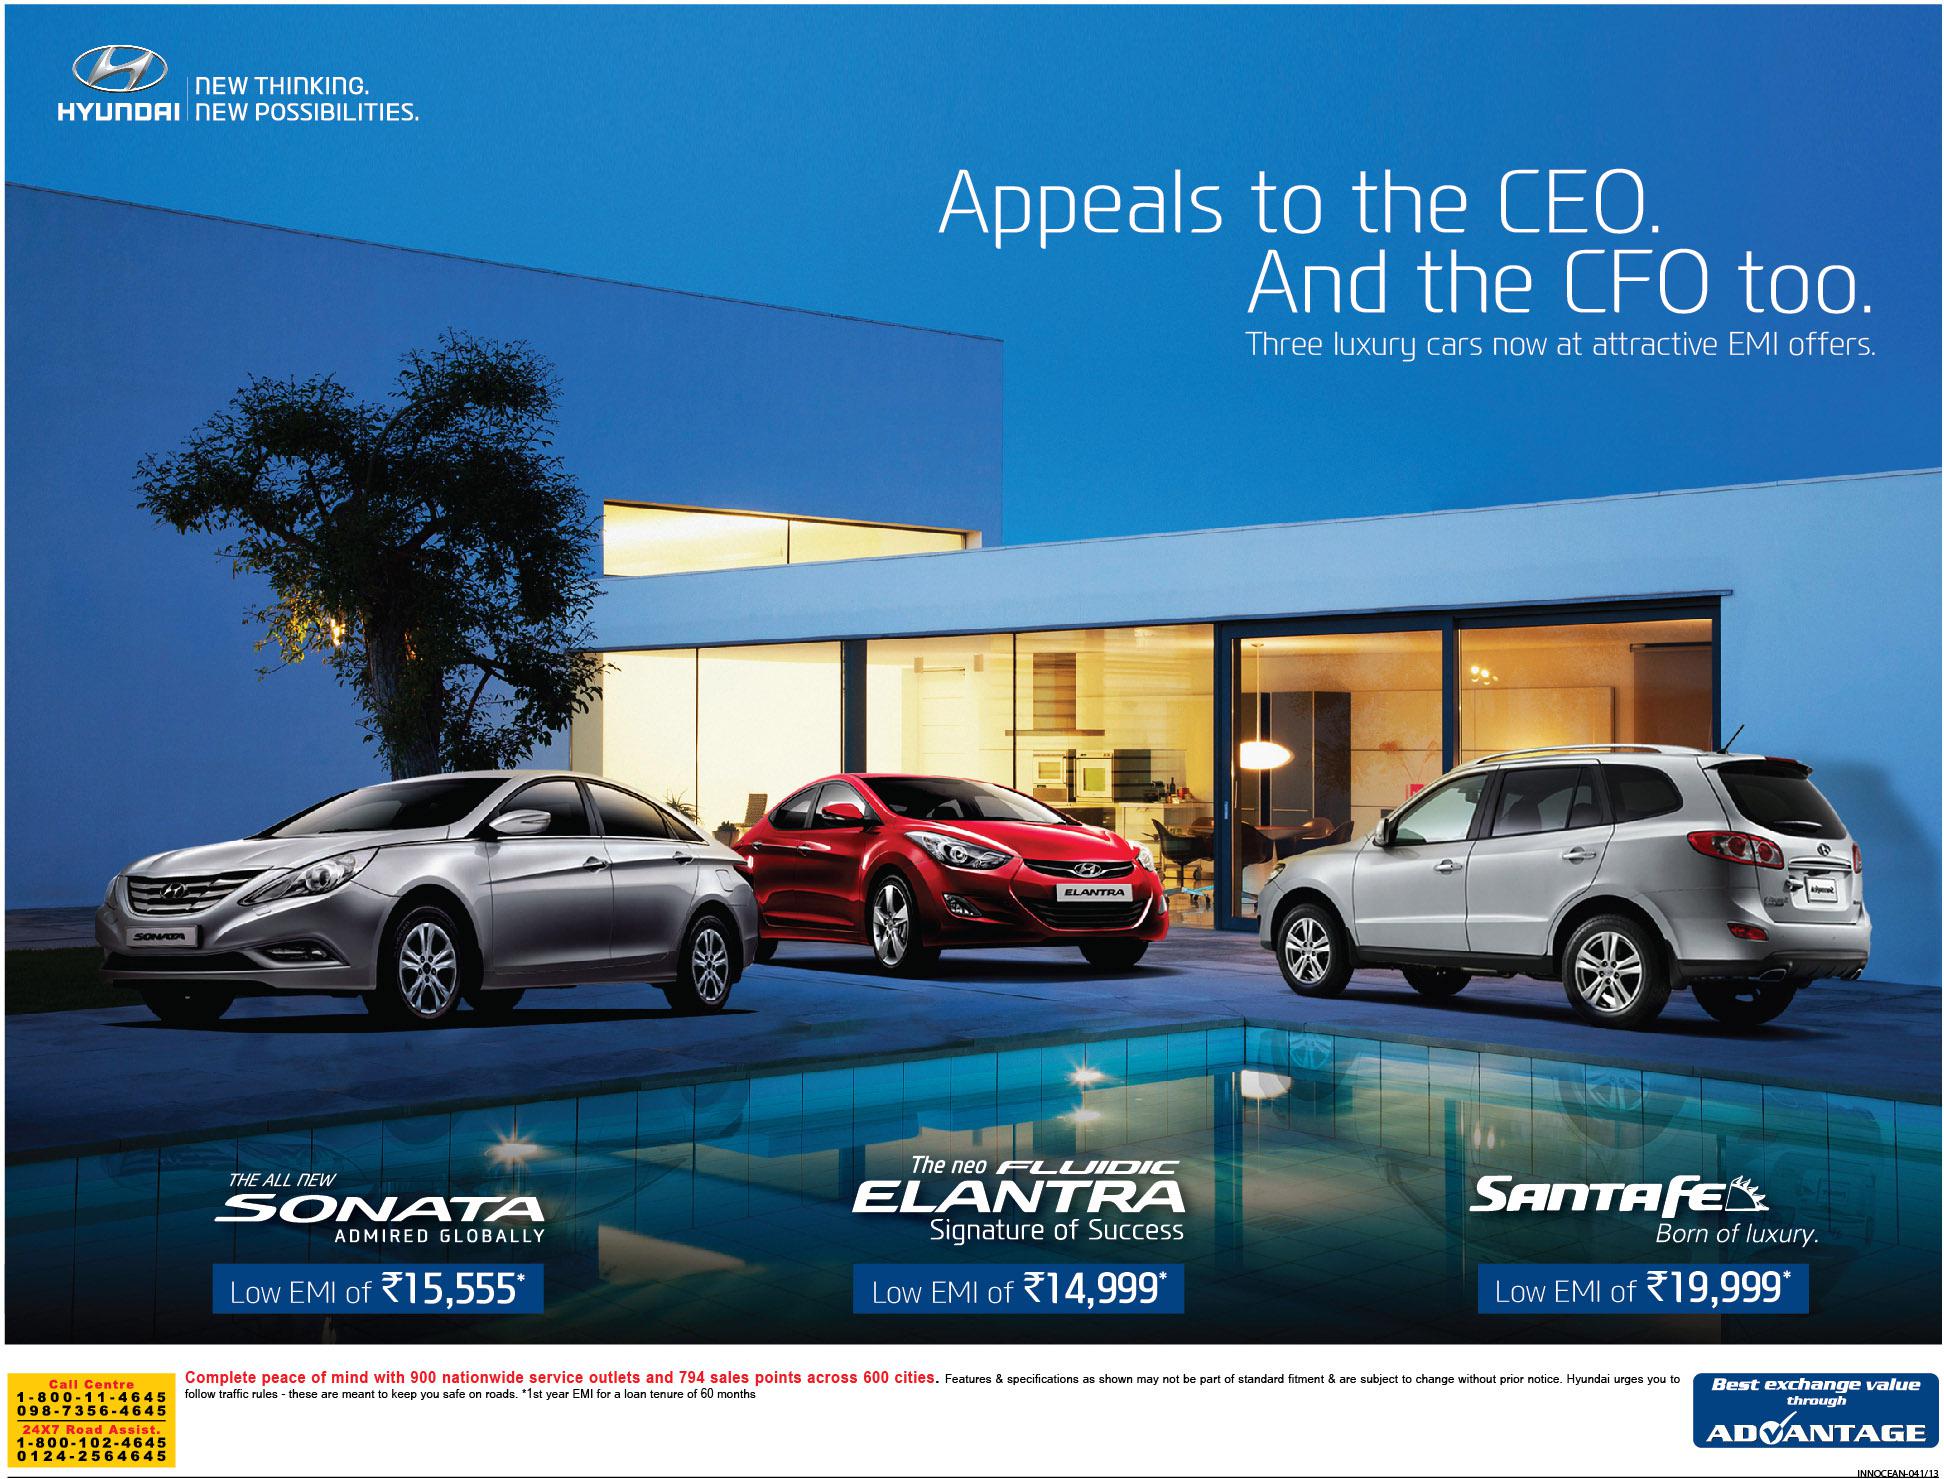 HYUNDAI
NEW THINKING.
NEW POSSIBILITIES.
Appeals to the CEO.
And the CFO too.
Three luxury cars now at attractive EMI offers.
SONATA
ELANTRA
THE ALL NEW
SONATA
ADMIRED GLOBALLY
Low EMI of ₹15,555*
The neo FLUIDIC
ELANTRA
Signature of Success
Low EMI of ₹14,999*
SANTAFE
Born of luxury.
Low EMI of ₹19,999*
Call Centre
1-800-11-4645
098-7356-4645
24X7 Road Assist.
1-800-102-4645
0124-2564645
Complete peace of mind with 900 nationwide service outlets and 794 sales points across 600 cities. Features & specifications as shown may not be part of standard fitment & are subject to change without prior notice. Hyundai urges you to
follow traffic rules - these are meant to keep you safe on roads. *1st year EMI for a loan tenure of 60 months
Best exchange value
through
ADVANTAGE
INNOCEAN-041/13